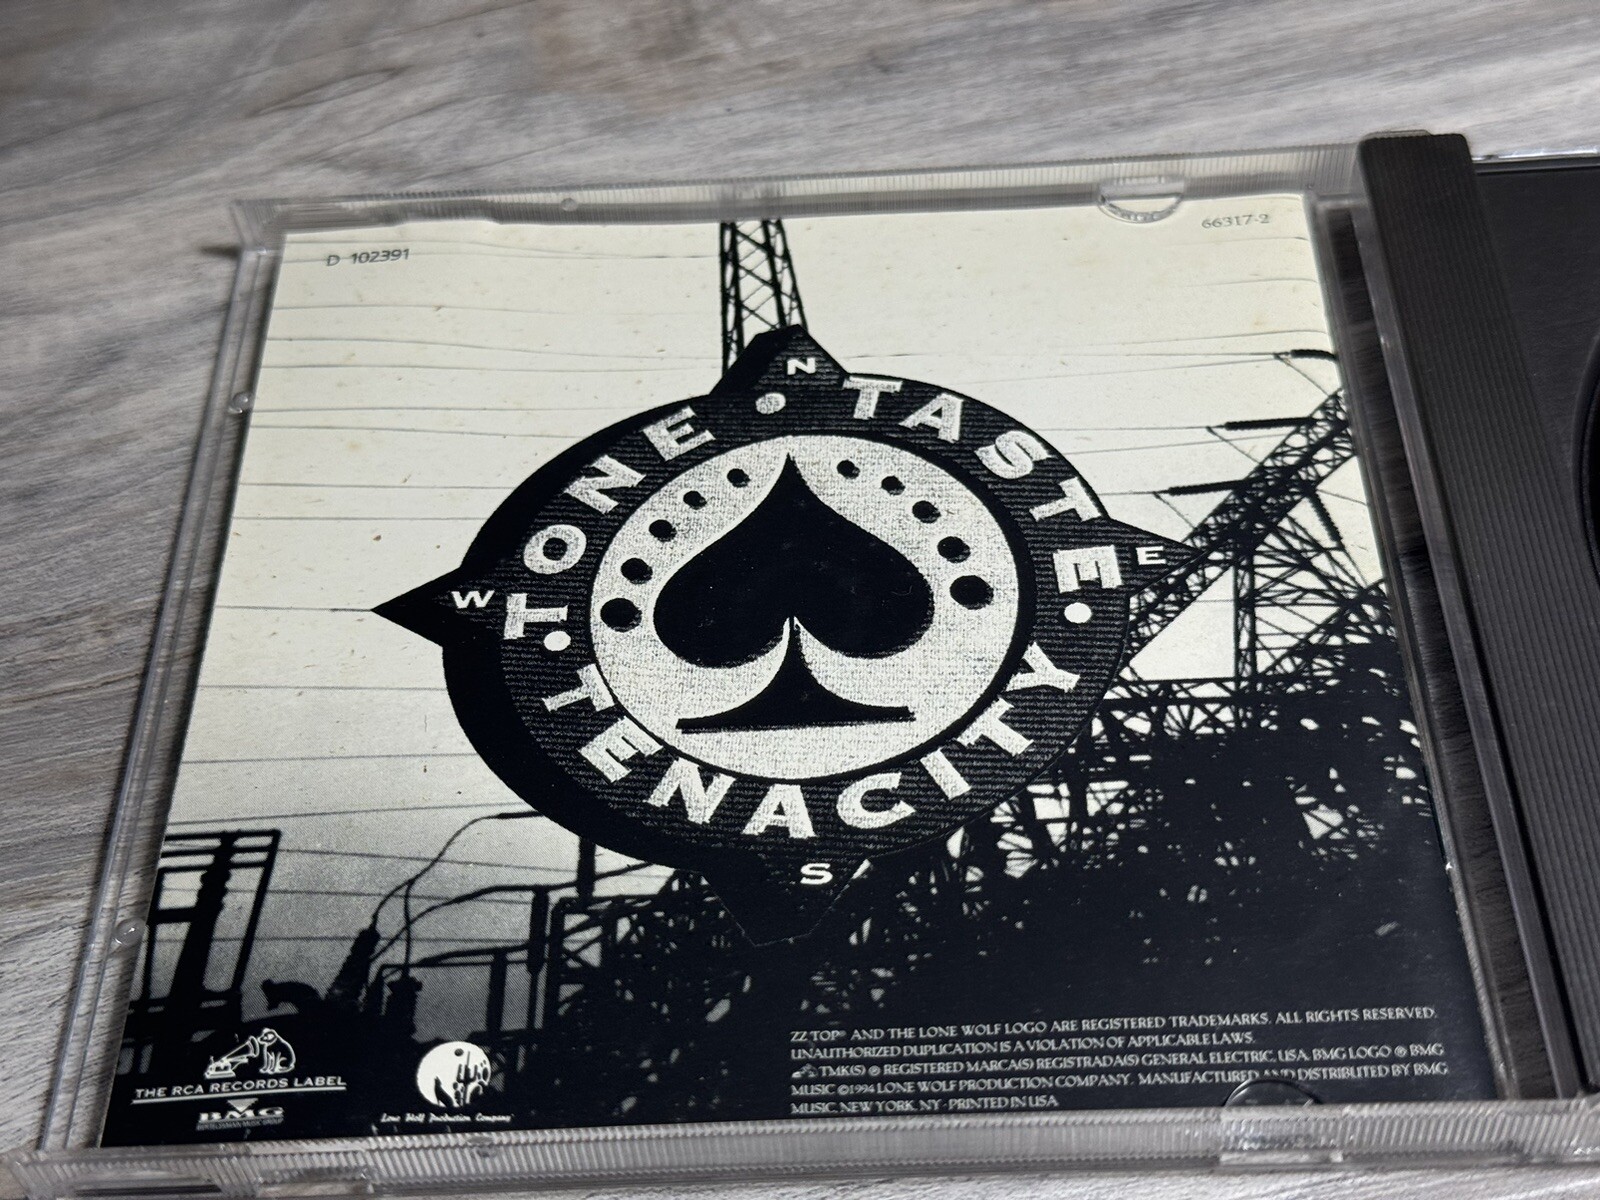 D 102391
66317-2
N
TONE • TASTE
E
W
• TENACITY •
S
THE RCA RECORDS LABEL
BMG
BERTELSMANN MUSIC GROUP
Lone Wolf Production Company
ZZ TOP® AND THE LONE WOLF LOGO ARE REGISTERED TRADEMARKS. ALL RIGHTS RESERVED.
UNAUTHORIZED DUPLICATION IS A VIOLATION OF APPLICABLE LAWS.
TMK(S) ® REGISTERED MARCA(S) REGISTRADA(S) GENERAL ELECTRIC, USA. BMG LOGO ® BMG
MUSIC ©1994 LONE WOLF PRODUCTION COMPANY. MANUFACTURED AND DISTRIBUTED BY BMG
MUSIC, NEW YORK, NY • PRINTED IN USA